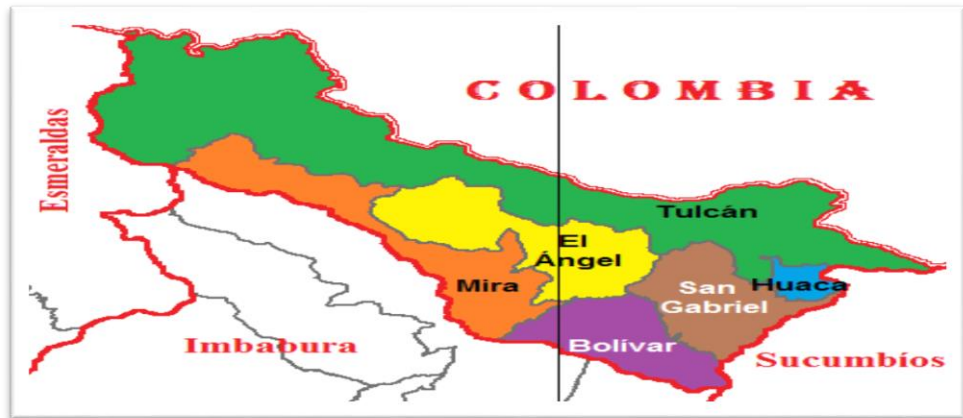 COLOMBIA
Esmeraldas
Tulcán
El
Ángel
Mira
San
Gabriel
Huaca
Imbabura
Bolívar
Sucumbíos